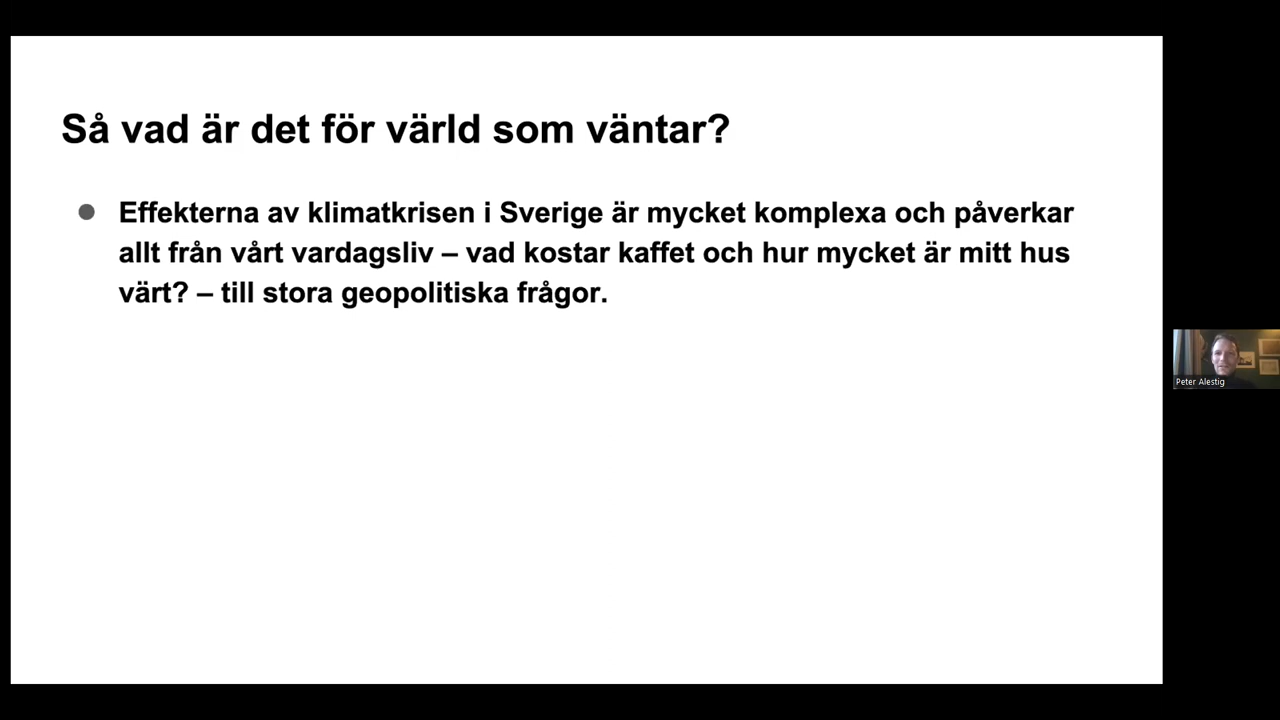 Så vad är det för värld som väntar?
Effekterna av klimatkrisen i Sverige är mycket komplexa och påverkar
allt från vårt vardagsliv – vad kostar kaffet och hur mycket är mitt hus
värt? – till stora geopolitiska frågor.
Peter Alestig